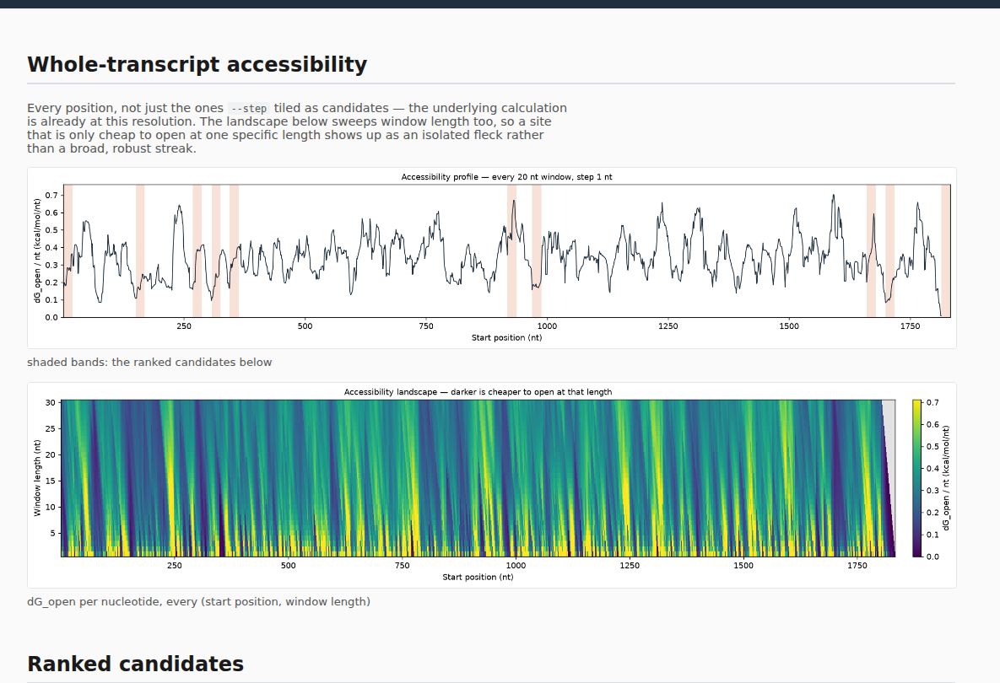 Whole-transcript accessibility
Every position, not just the ones --step tiled as candidates — the underlying calculation
is already at this resolution. The landscape below sweeps window length too, so a site
that is only cheap to open at one specific length shows up as an isolated fleck rather
than a broad, robust streak.
Accessibility profile — every 20 nt window, step 1 nt
dG_open / nt (kcal/mol/nt)
0.7
0.6
0.5
0.4
0.3
0.2
0.1
0.0
250 500 750 1000 1250 1500 1750
Start position (nt)
shaded bands: the ranked candidates below
Accessibility landscape — darker is cheaper to open at that length
Window length (nt)
30
25
20
15
10
5
250 500 750 1000 1250 1500 1750
Start position (nt)
0.7
0.6
0.5
0.4
0.3
0.2
0.1
0.0
dG_open / nt (kcal/mol/nt)
dG_open per nucleotide, every (start position, window length)
Ranked candidates